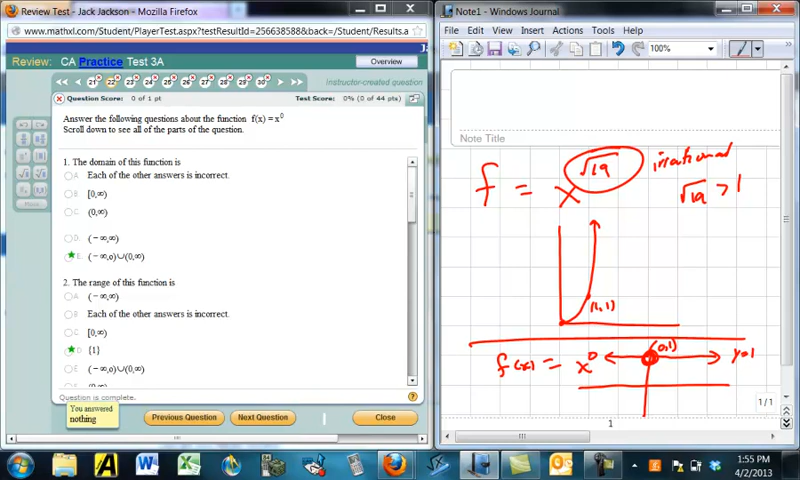 Review Test - Jack Jackson - Mozilla Firefox
www.mathxl.com/Student/PlayerTest.aspx?testResultId=256638588&back=/Student/Results.a
Review: CA Practice Test 3A
Overview
21 22 23 24 25 26 27 28 29 30
Instructor-created question
Question Score: 0 of 1 pt
Test Score: 0% (0 of 44 pts)
Answer the following questions about the function f(x) = x⁰
Scroll down to see all of the parts of the question.
1. The domain of this function is
A. Each of the other answers is incorrect.
B. [0,∞)
C. (0,∞)
D. (−∞,∞)
E. (−∞,o)∪(0,∞)
2. The range of this function is
A. (−∞,∞)
B. Each of the other answers is incorrect.
C. [0,∞)
D. {1}
E. (−∞,o)∪(0,∞)
Question is complete.
You answered nothing
Previous Question
Next Question
Close
Note1 - Windows Journal
File Edit View Insert Actions Tools Help
100%
Note Title
f = x^√19
irrational
√19 > 1
(1,1)
f(x) = x⁰
(0,1)
y=1
1/1
1
1:55 PM
4/2/2013